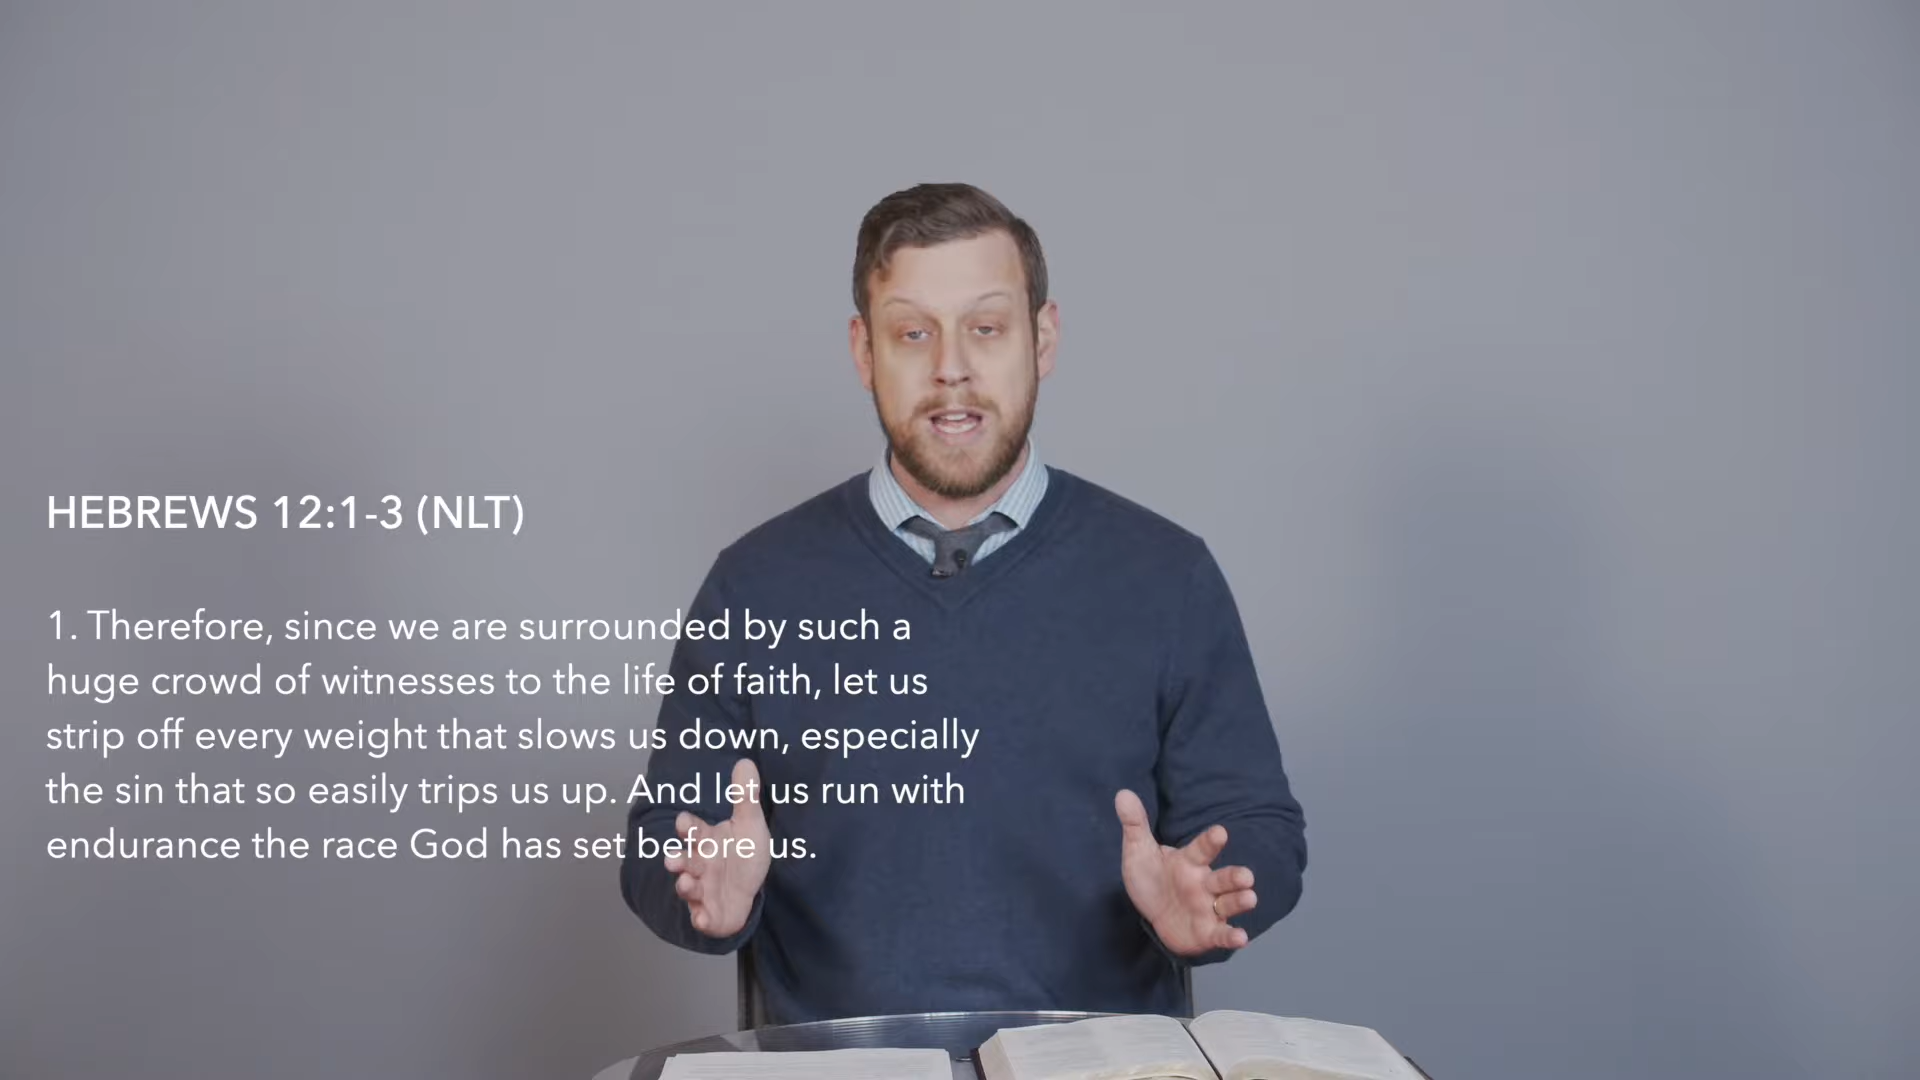 HEBREWS 12:1-3 (NLT)
1. Therefore, since we are surrounded by such a
huge crowd of witnesses to the life of faith, let us
strip off every weight that slows us down, especially
the sin that so easily trips us up. And let us run with
endurance the race God has set before us.